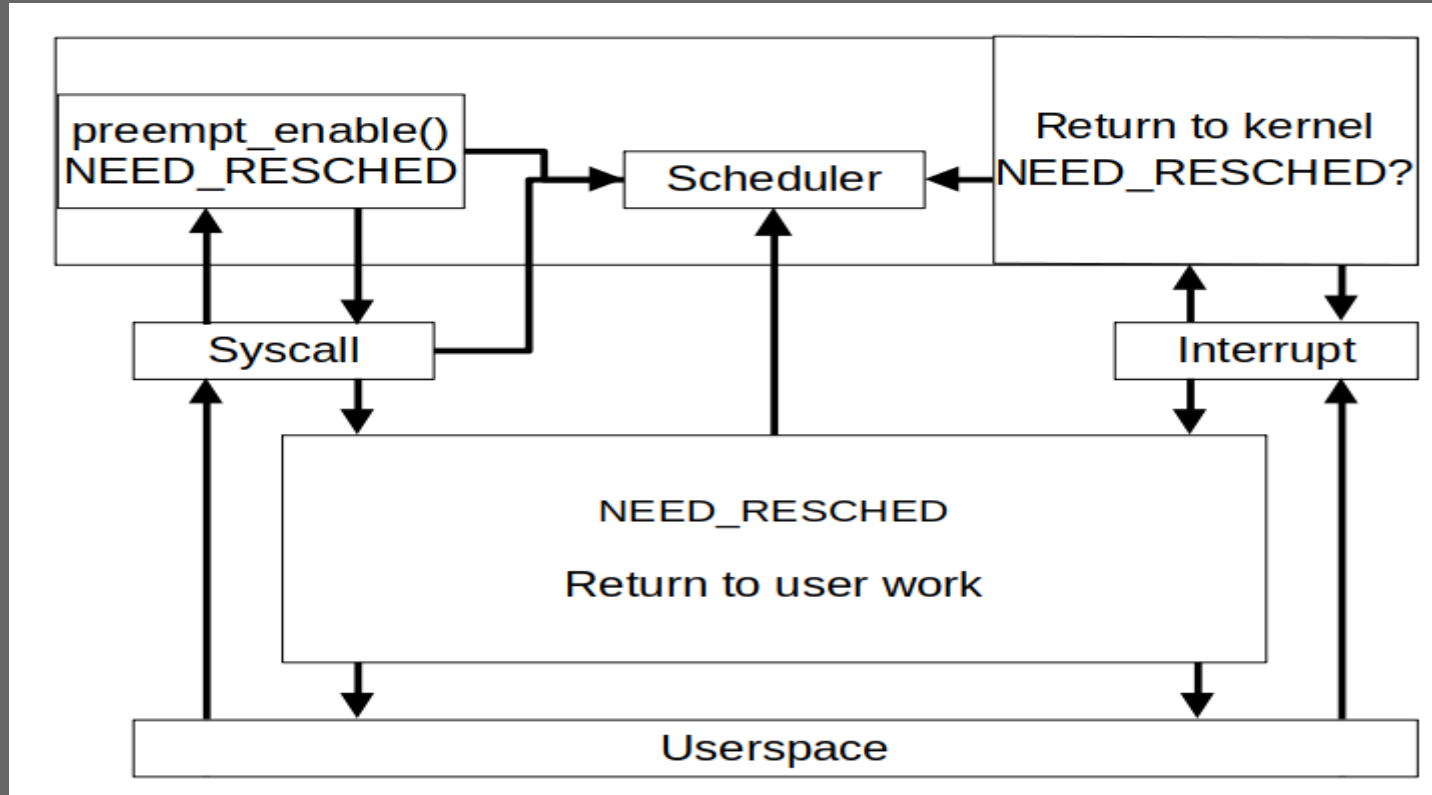 preempt_enable()
NEED_RESCHED
Scheduler
Return to kernel
NEED_RESCHED?
Syscall
Interrupt
NEED_RESCHED
Return to user work
Userspace